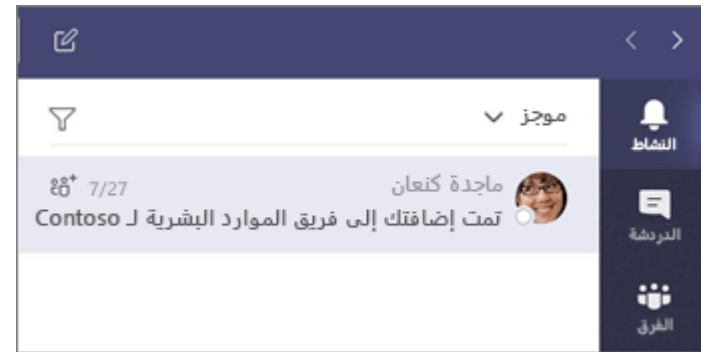 موجز
النشاط
ماجدة كنعان 7/27
تمت إضافتك إلى فريق الموارد البشرية لـ Contoso
الدردشة
الفرق